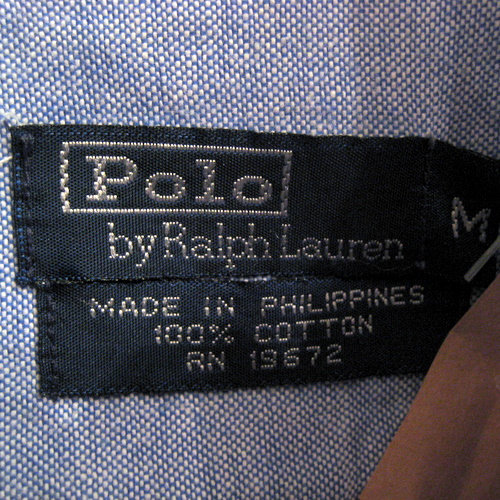 Polo
by Ralph Lauren
M
MADE IN PHILIPPINES
100% COTTON
RN 19672